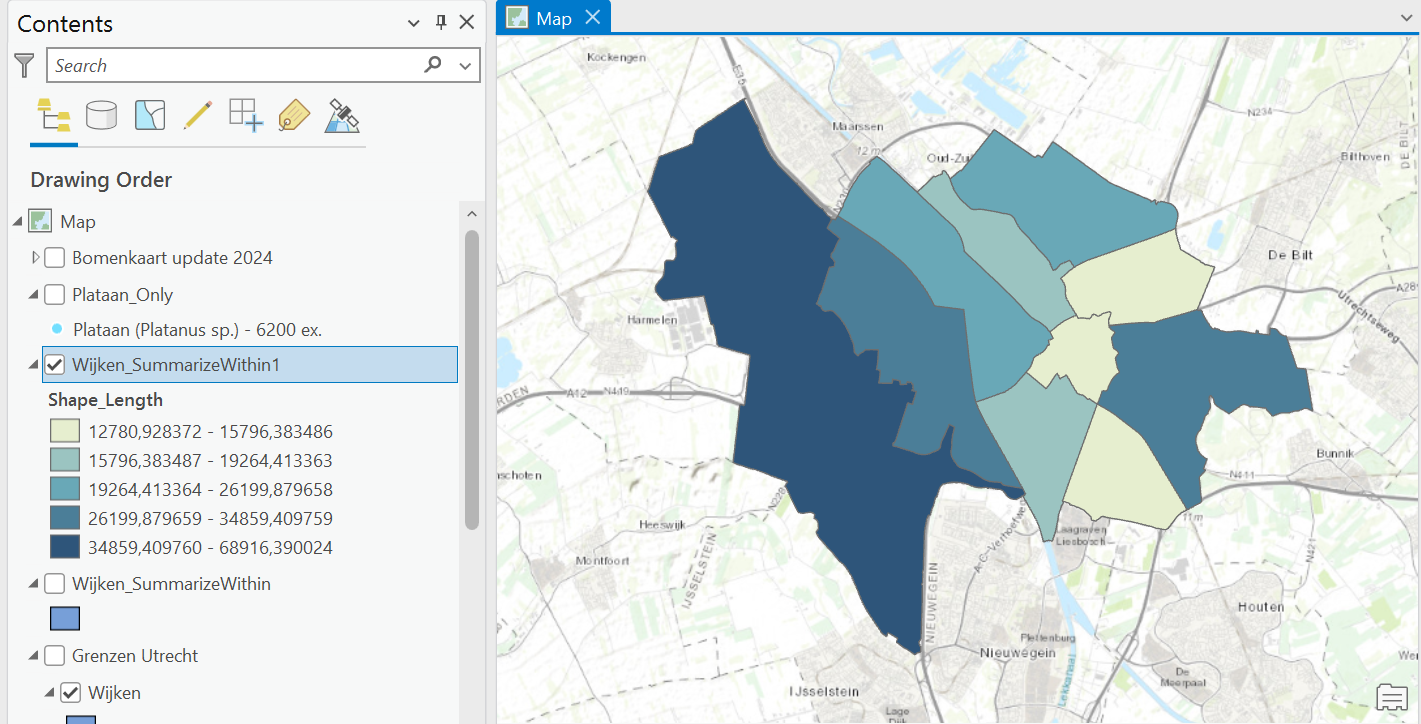 Contents
Search
Drawing Order
Map
Bomenkaart update 2024
Plataan_Only
Plataan (Platanus sp.) - 6200 ex.
Wijken_SummarizeWithin1
Shape_Length
12780,928372 - 15796,383486
15796,383487 - 19264,413363
19264,413364 - 26199,879658
26199,879659 - 34859,409759
34859,409760 - 68916,390024
Wijken_SummarizeWithin
Grenzen Utrecht
Wijken
Map
Kockengen
E35
N234
Maarssen
DE BILT
12 m
Bilthoven
Oud-Zu
N230
De Bilt
A28
Utrechtseweg
Harmelen
RDEN
A12
N419
Bunnik
schoten
N411
N228
11m
Heeswijk
A-C-Verhoefweg
Laagraven
Liesbosch
N421
Montfoort
IJSSELSTEIN
NIEUWEGEIN
Houten
Plettenburg
Nieuwegein
Wer
De
Meerpaal
Lekkanaal
IJsselstein
Lage
Dijk